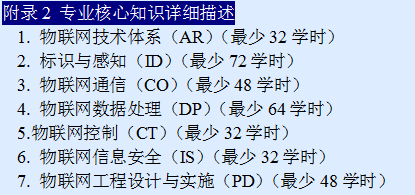 附录 2 专业核心知识详细描述
1. 物联网技术体系（AR）（最少 32 学时）
2. 标识与感知（ID）（最少 72 学时）
3. 物联网通信（CO）（最少 48 学时）
4. 物联网数据处理（DP）（最少 64 学时）
5.物联网控制（CT）（最少 32 学时）
6. 物联网信息安全（IS）（最少 32 学时）
7. 物联网工程设计与实施（PD）（最少 48 学时）